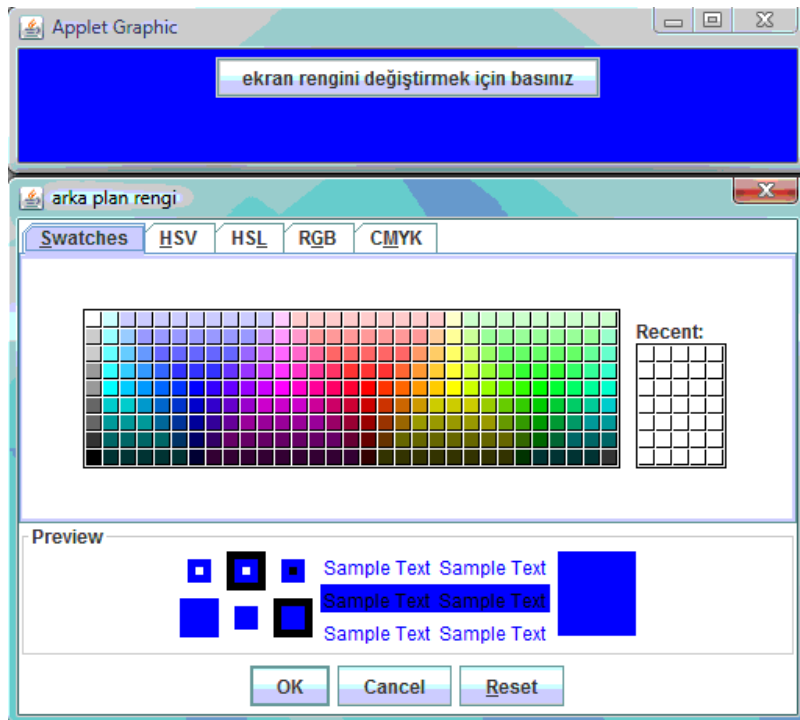 Applet Graphic
ekran rengini değiştirmek için basınız
arka plan rengi
Swatches HSV HSL RGB CMYK
Recent:
Preview
Sample Text Sample Text
Sample Text Sample Text
Sample Text Sample Text
OK Cancel Reset